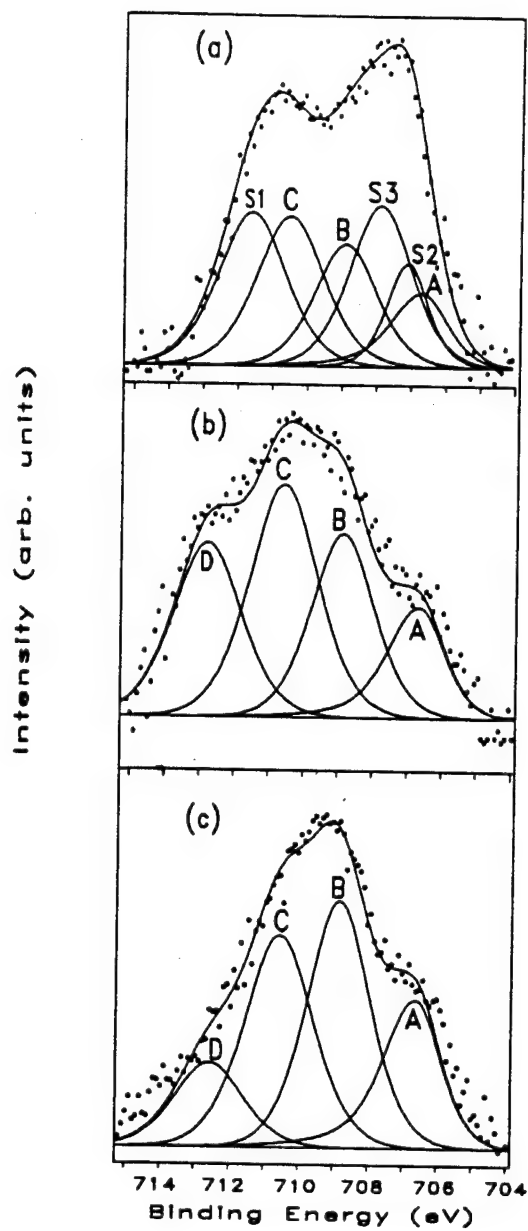 (a)
S1 C B S3 S2 A
(b)
D C B A
(c)
D C B A
Intensity (arb. units)
714 712 710 708 706 704
Binding Energy (eV)